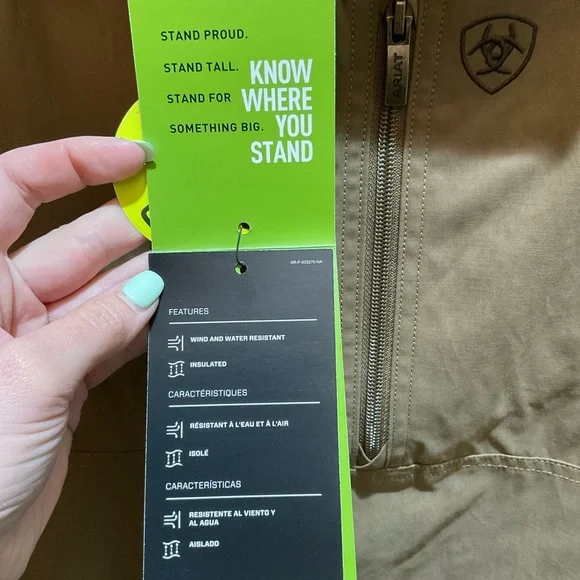 STAND PROUD.
STAND TALL.
STAND FOR
SOMETHING BIG.
KNOW
WHERE
YOU
STAND
ARIAT
FEATURES
WIND AND WATER RESISTANT
INSULATED
CARACTÉRISTIQUES
RÉSISTANT À L'EAU ET À L'AIR
ISOLÉ
CARACTERÍSTICAS
RESISTENTE AL VIENTO Y
AL AGUA
AISLADO